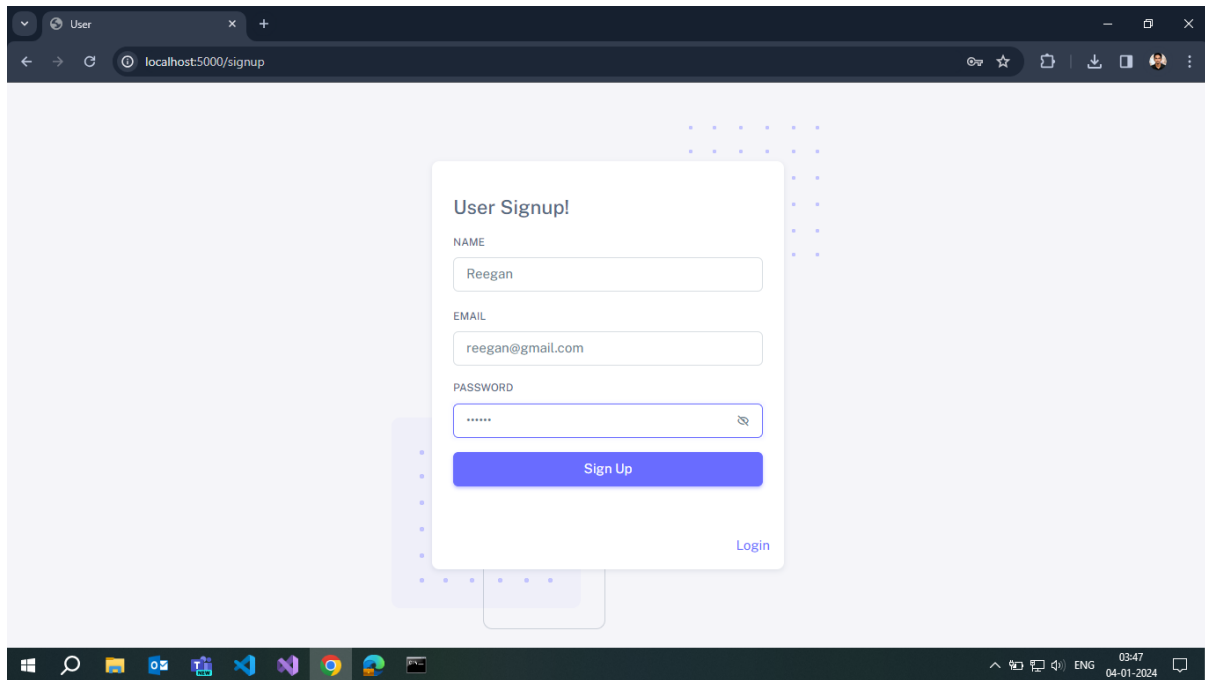 User
localhost:5000/signup
User Signup!
NAME
Reegan
EMAIL
reegan@gmail.com
PASSWORD
••••••
Sign Up
Login
ENG
03:47
04-01-2024